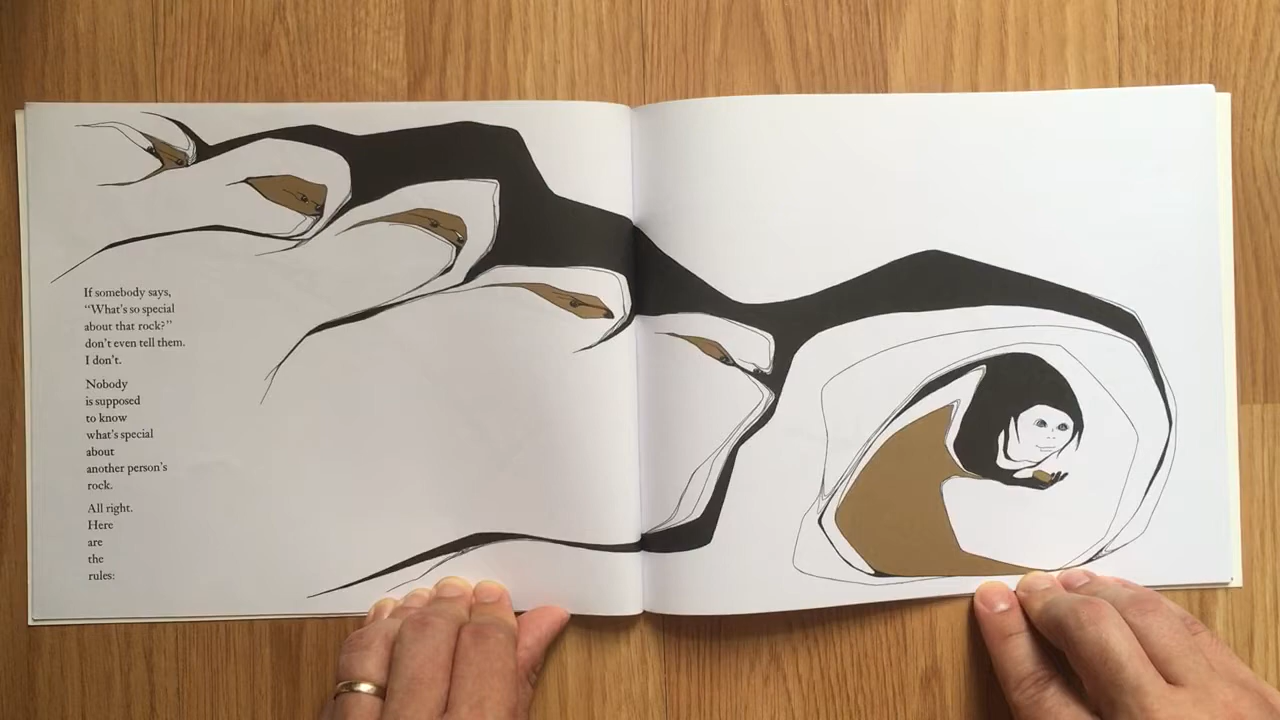 If somebody says,
“What’s so special
about that rock?”
don’t even tell them.
I don’t.
Nobody
is supposed
to know
what’s special
about
another person’s
rock.
All right.
Here
are
the
rules: